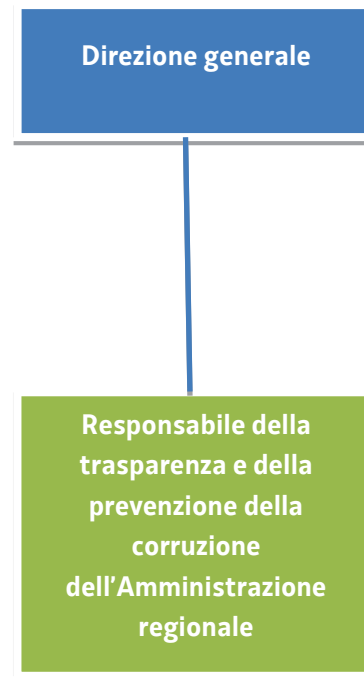 Direzione generale
Responsabile della
trasparenza e della
prevenzione della
corruzione
dell'Amministrazione
regionale